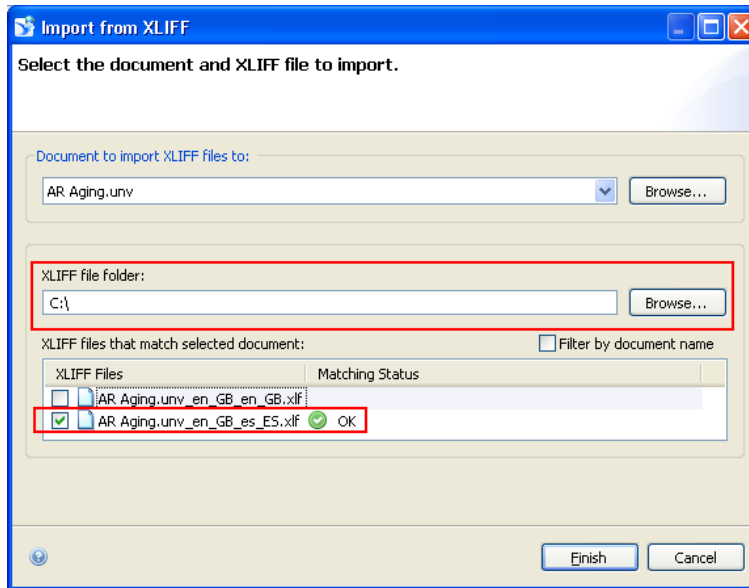 Import from XLIFF
Select the document and XLIFF file to import.
Document to import XLIFF files to:
AR Aging.unv
Browse...
XLIFF file folder:
C:\
Browse...
XLIFF files that match selected document:
Filter by document name
XLIFF Files Matching Status
AR Aging.unv_en_GB_en_GB.xlf
AR Aging.unv_en_GB_es_ES.xlf OK
Finish Cancel